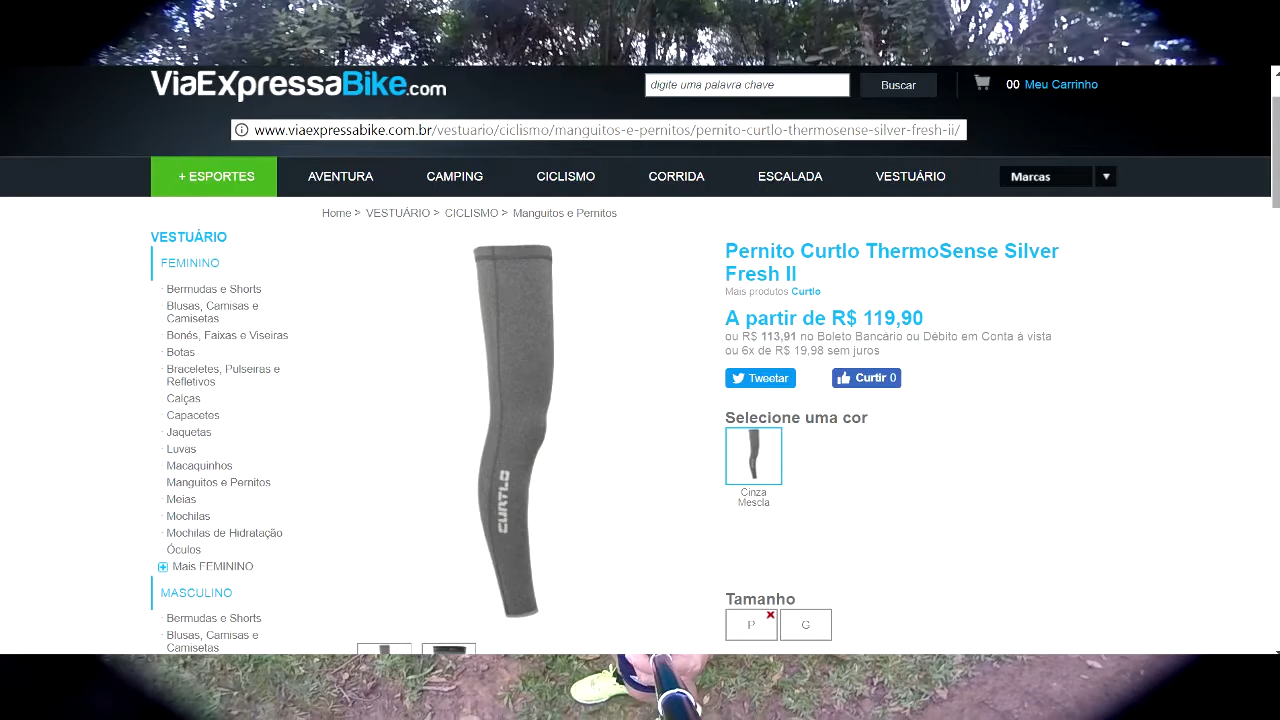 ViaEXpressaBike.com
digite uma palavra chave
Buscar
00 Meu Carrinho
www.viaexpressabike.com.br/vestuario/ciclismo/manguitos-e-pernitos/pernito-curtlo-thermosense-silver-fresh-ii/
+ ESPORTES
AVENTURA
CAMPING
CICLISMO
CORRIDA
ESCALADA
VESTUÁRIO
Marcas
Home > VESTUÁRIO > CICLISMO > Manguitos e Pernitos
VESTUÁRIO
FEMININO
Bermudas e Shorts
Blusas, Camisas e
Camisetas
Bonés, Faixas e Viseiras
Botas
Braceletes, Pulseiras e
Refletivos
Calças
Capacetes
Jaquetas
Luvas
Macaquinhos
Manguitos e Pernitos
Meias
Mochilas
Mochilas de Hidratação
Óculos
Mais FEMININO
MASCULINO
Bermudas e Shorts
Blusas, Camisas e
Camisetas
CURTLO
Pernito Curtlo ThermoSense Silver
Fresh II
Mais produtos Curtlo
A partir de R$ 119,90
ou R$ 113,91 no Boleto Bancário ou Débito em Conta à vista
ou 6x de R$ 19,98 sem juros
Tweetar
Curtir 0
Selecione uma cor
Cinza
Mescla
Tamanho
P
G